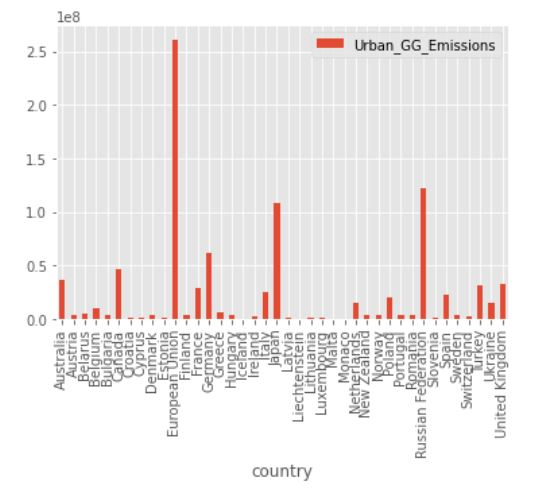 1e8
Urban_GG_Emissions
2.5
2.0
1.5
1.0
0.5
0.0
Australia
Austria
Belarus
Belgium
Bulgaria
Canada
Croatia
Cyprus
Denmark
Estonia
European Union
Finland
France
Germany
Greece
Hungary
Iceland
Ireland
Italy
Japan
Latvia
Liechtenstein
Lithuania
Luxembourg
Malta
Monaco
Netherlands
New Zealand
Norway
Poland
Portugal
Romania
Russian Federation
Slovenia
Spain
Sweden
Switzerland
Turkey
Ukraine
United Kingdom
country